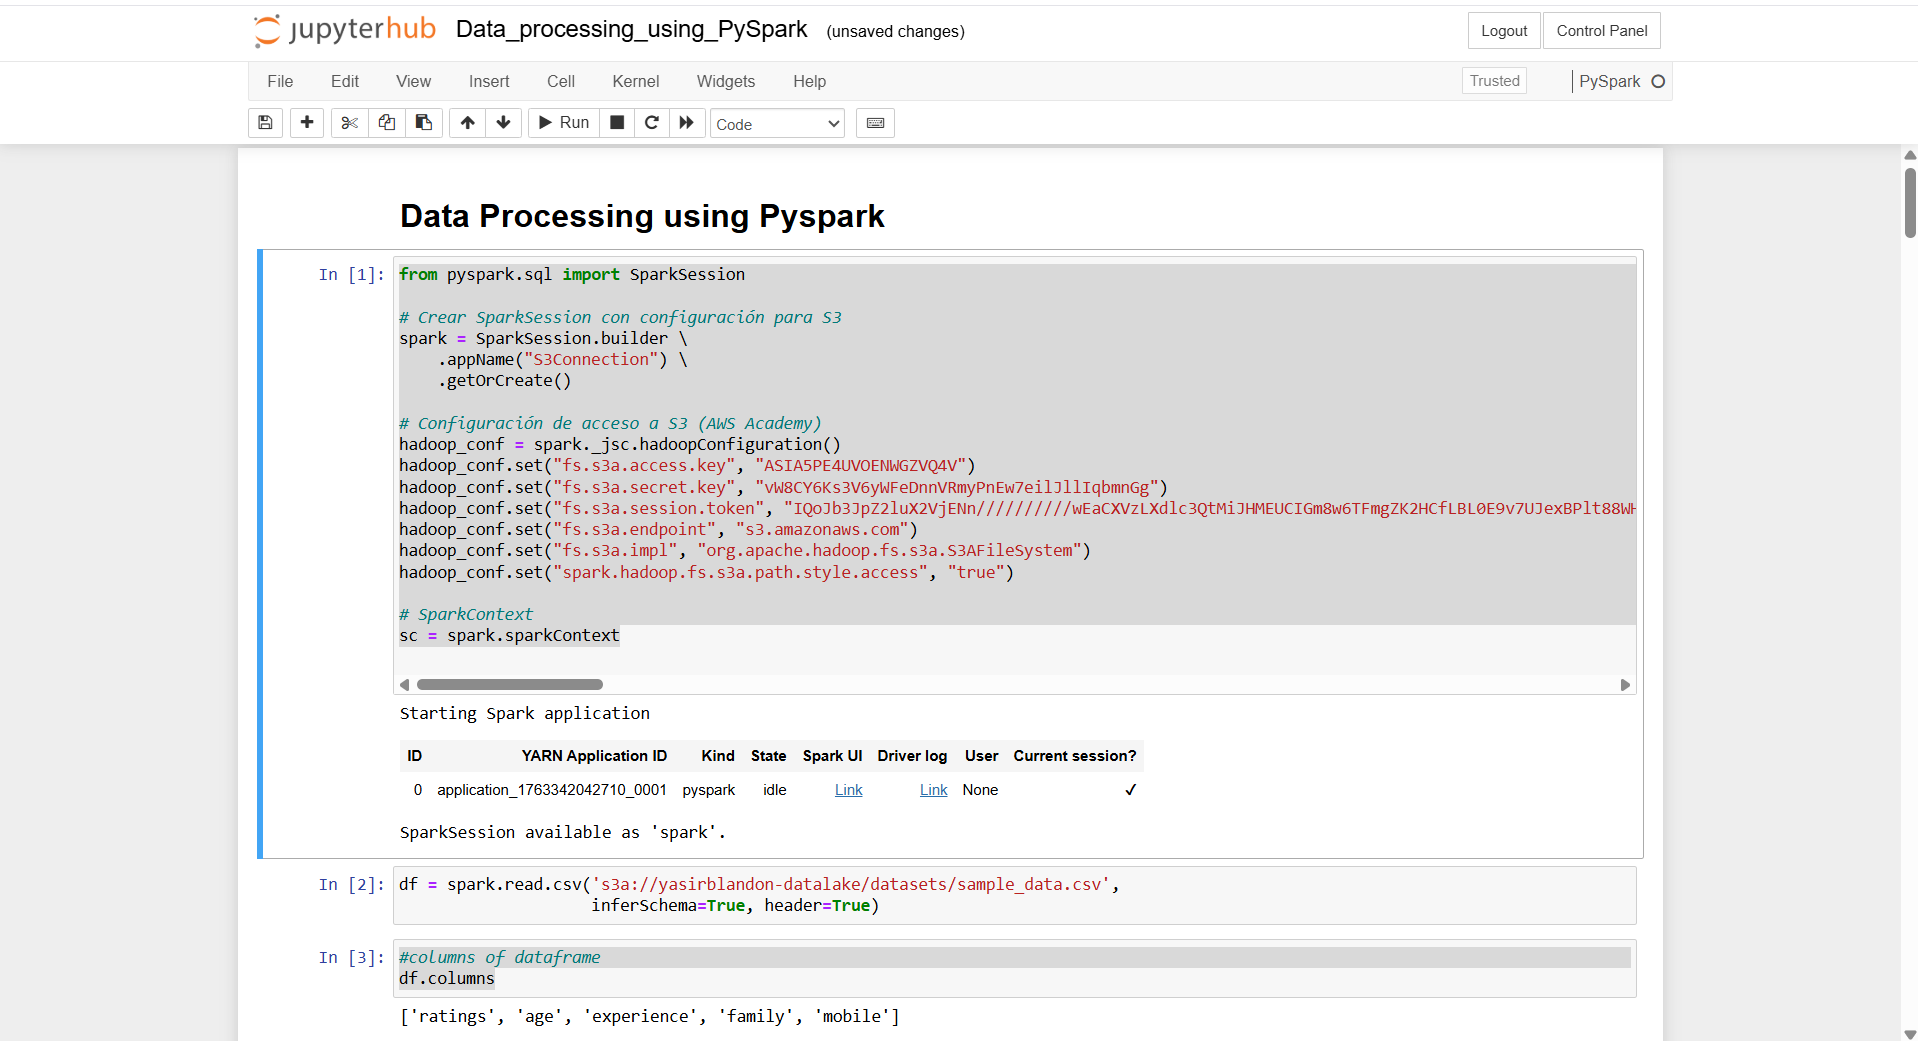 jupyterhub Data_processing_using_PySpark (unsaved changes) Logout Control Panel
File Edit View Insert Cell Kernel Widgets Help Trusted PySpark
Run Code
Data Processing using Pyspark
In [1]: from pyspark.sql import SparkSession
# Crear SparkSession con configuración para S3
spark = SparkSession.builder \
.appName("S3Connection") \
.getOrCreate()
# Configuración de acceso a S3 (AWS Academy)
hadoop_conf = spark._jsc.hadoopConfiguration()
hadoop_conf.set("fs.s3a.access.key", "ASIA5PE4UVOENWGZVQ4V")
hadoop_conf.set("fs.s3a.secret.key", "vW8CY6Ks3V6yWFeDnnVRmyPnEw7eilJllIqbmnGg")
hadoop_conf.set("fs.s3a.session.token", "IQoJb3JpZ2luX2VjENn//////////wEaCXVzLXdlc3QtMiJHMEUCIGm8w6TFmgZK2HCfLBL0E9v7UJexBPlt88WH
hadoop_conf.set("fs.s3a.endpoint", "s3.amazonaws.com")
hadoop_conf.set("fs.s3a.impl", "org.apache.hadoop.fs.s3a.S3AFileSystem")
hadoop_conf.set("spark.hadoop.fs.s3a.path.style.access", "true")
# SparkContext
sc = spark.sparkContext
Starting Spark application
ID YARN Application ID Kind State Spark UI Driver log User Current session?
0 application_1763342042710_0001 pyspark idle Link Link None ✓
SparkSession available as 'spark'.
In [2]: df = spark.read.csv('s3a://yasirblandon-datalake/datasets/sample_data.csv',
inferSchema=True, header=True)
In [3]: #columns of dataframe
df.columns
['ratings', 'age', 'experience', 'family', 'mobile']